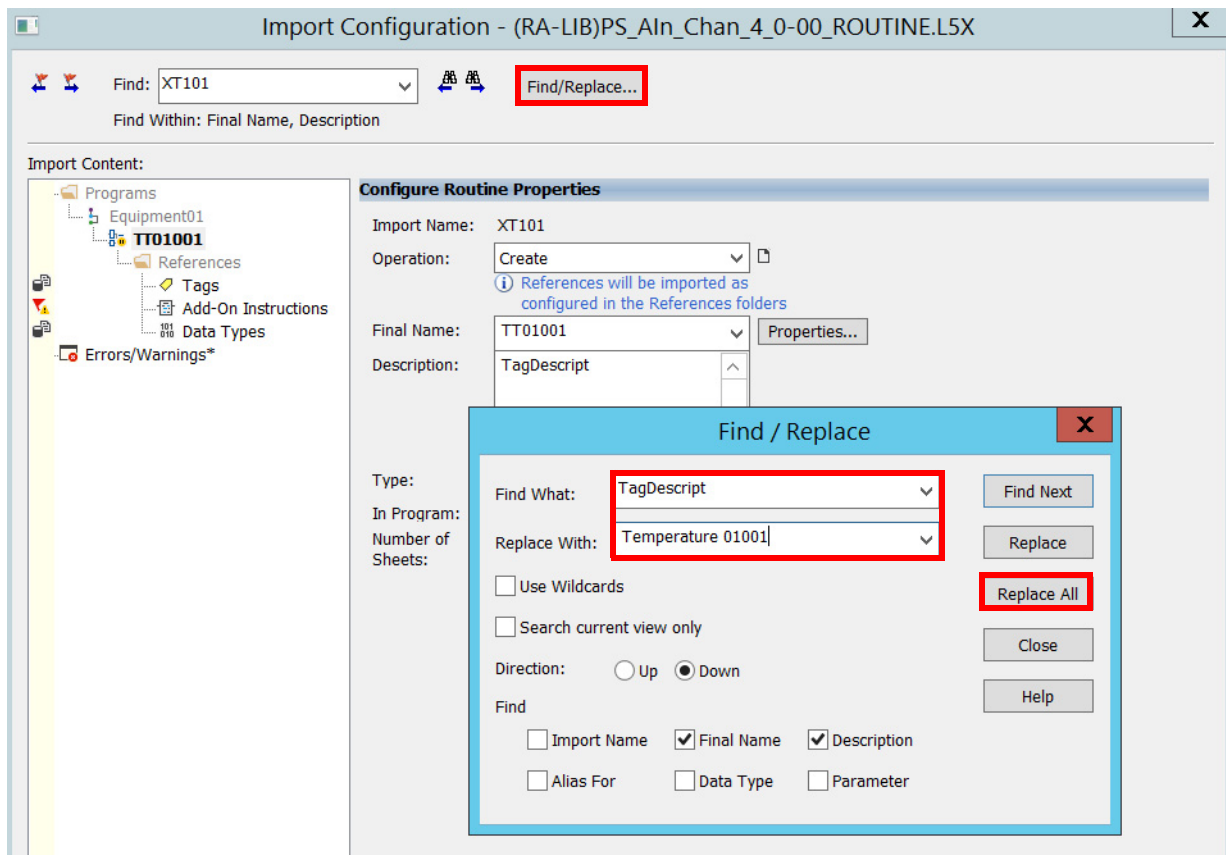 Import Configuration - (RA-LIB)PS_AIn_Chan_4_0-00_ROUTINE.L5X
X
Find: XT101
Find/Replace...
Find Within: Final Name, Description
Import Content:
Programs
Equipment01
TT01001
References
Tags
Add-On Instructions
Data Types
Errors/Warnings*
Configure Routine Properties
Import Name: XT101
Operation: Create
References will be imported as
configured in the References folders
Final Name: TT01001 Properties...
Description: TagDescript
Type:
In Program:
Number of
Sheets:
Find / Replace
X
Find What: TagDescript Find Next
Replace With: Temperature 01001 Replace
Use Wildcards
Replace All
Search current view only
Close
Direction: Up Down
Help
Find
Import Name Final Name Description
Alias For Data Type Parameter